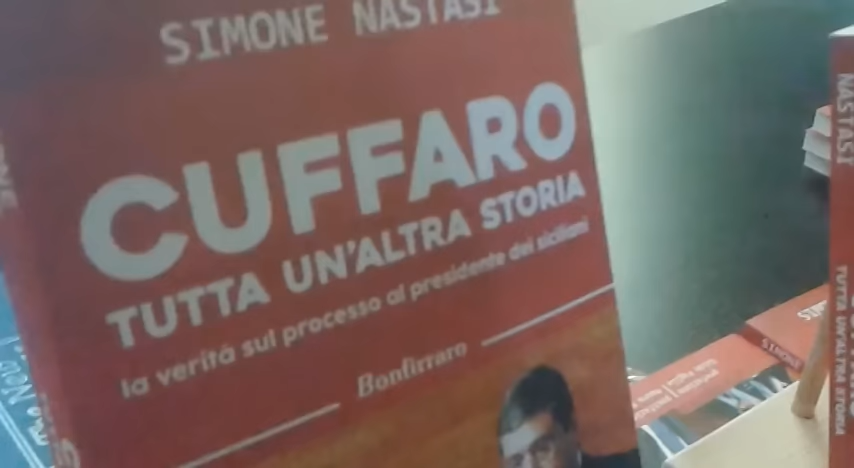 SIMONE NASTASI
CUFFARO
TUTTA UN'ALTRA STORIA
la verità sul processo al presidente dei siciliani
Bonfirraro
NASTASI
TUTTA UN'ALTRA STORIA
SIMONE